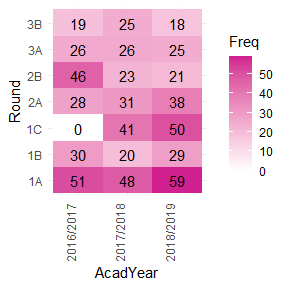 3B 19 25 18
3A 26 26 25
2B 46 23 21
2A 28 31 38
1C 0 41 50
1B 30 20 29
1A 51 48 59
Round
2016/2017
2017/2018
2018/2019
AcadYear
Freq
50
40
30
20
10
0